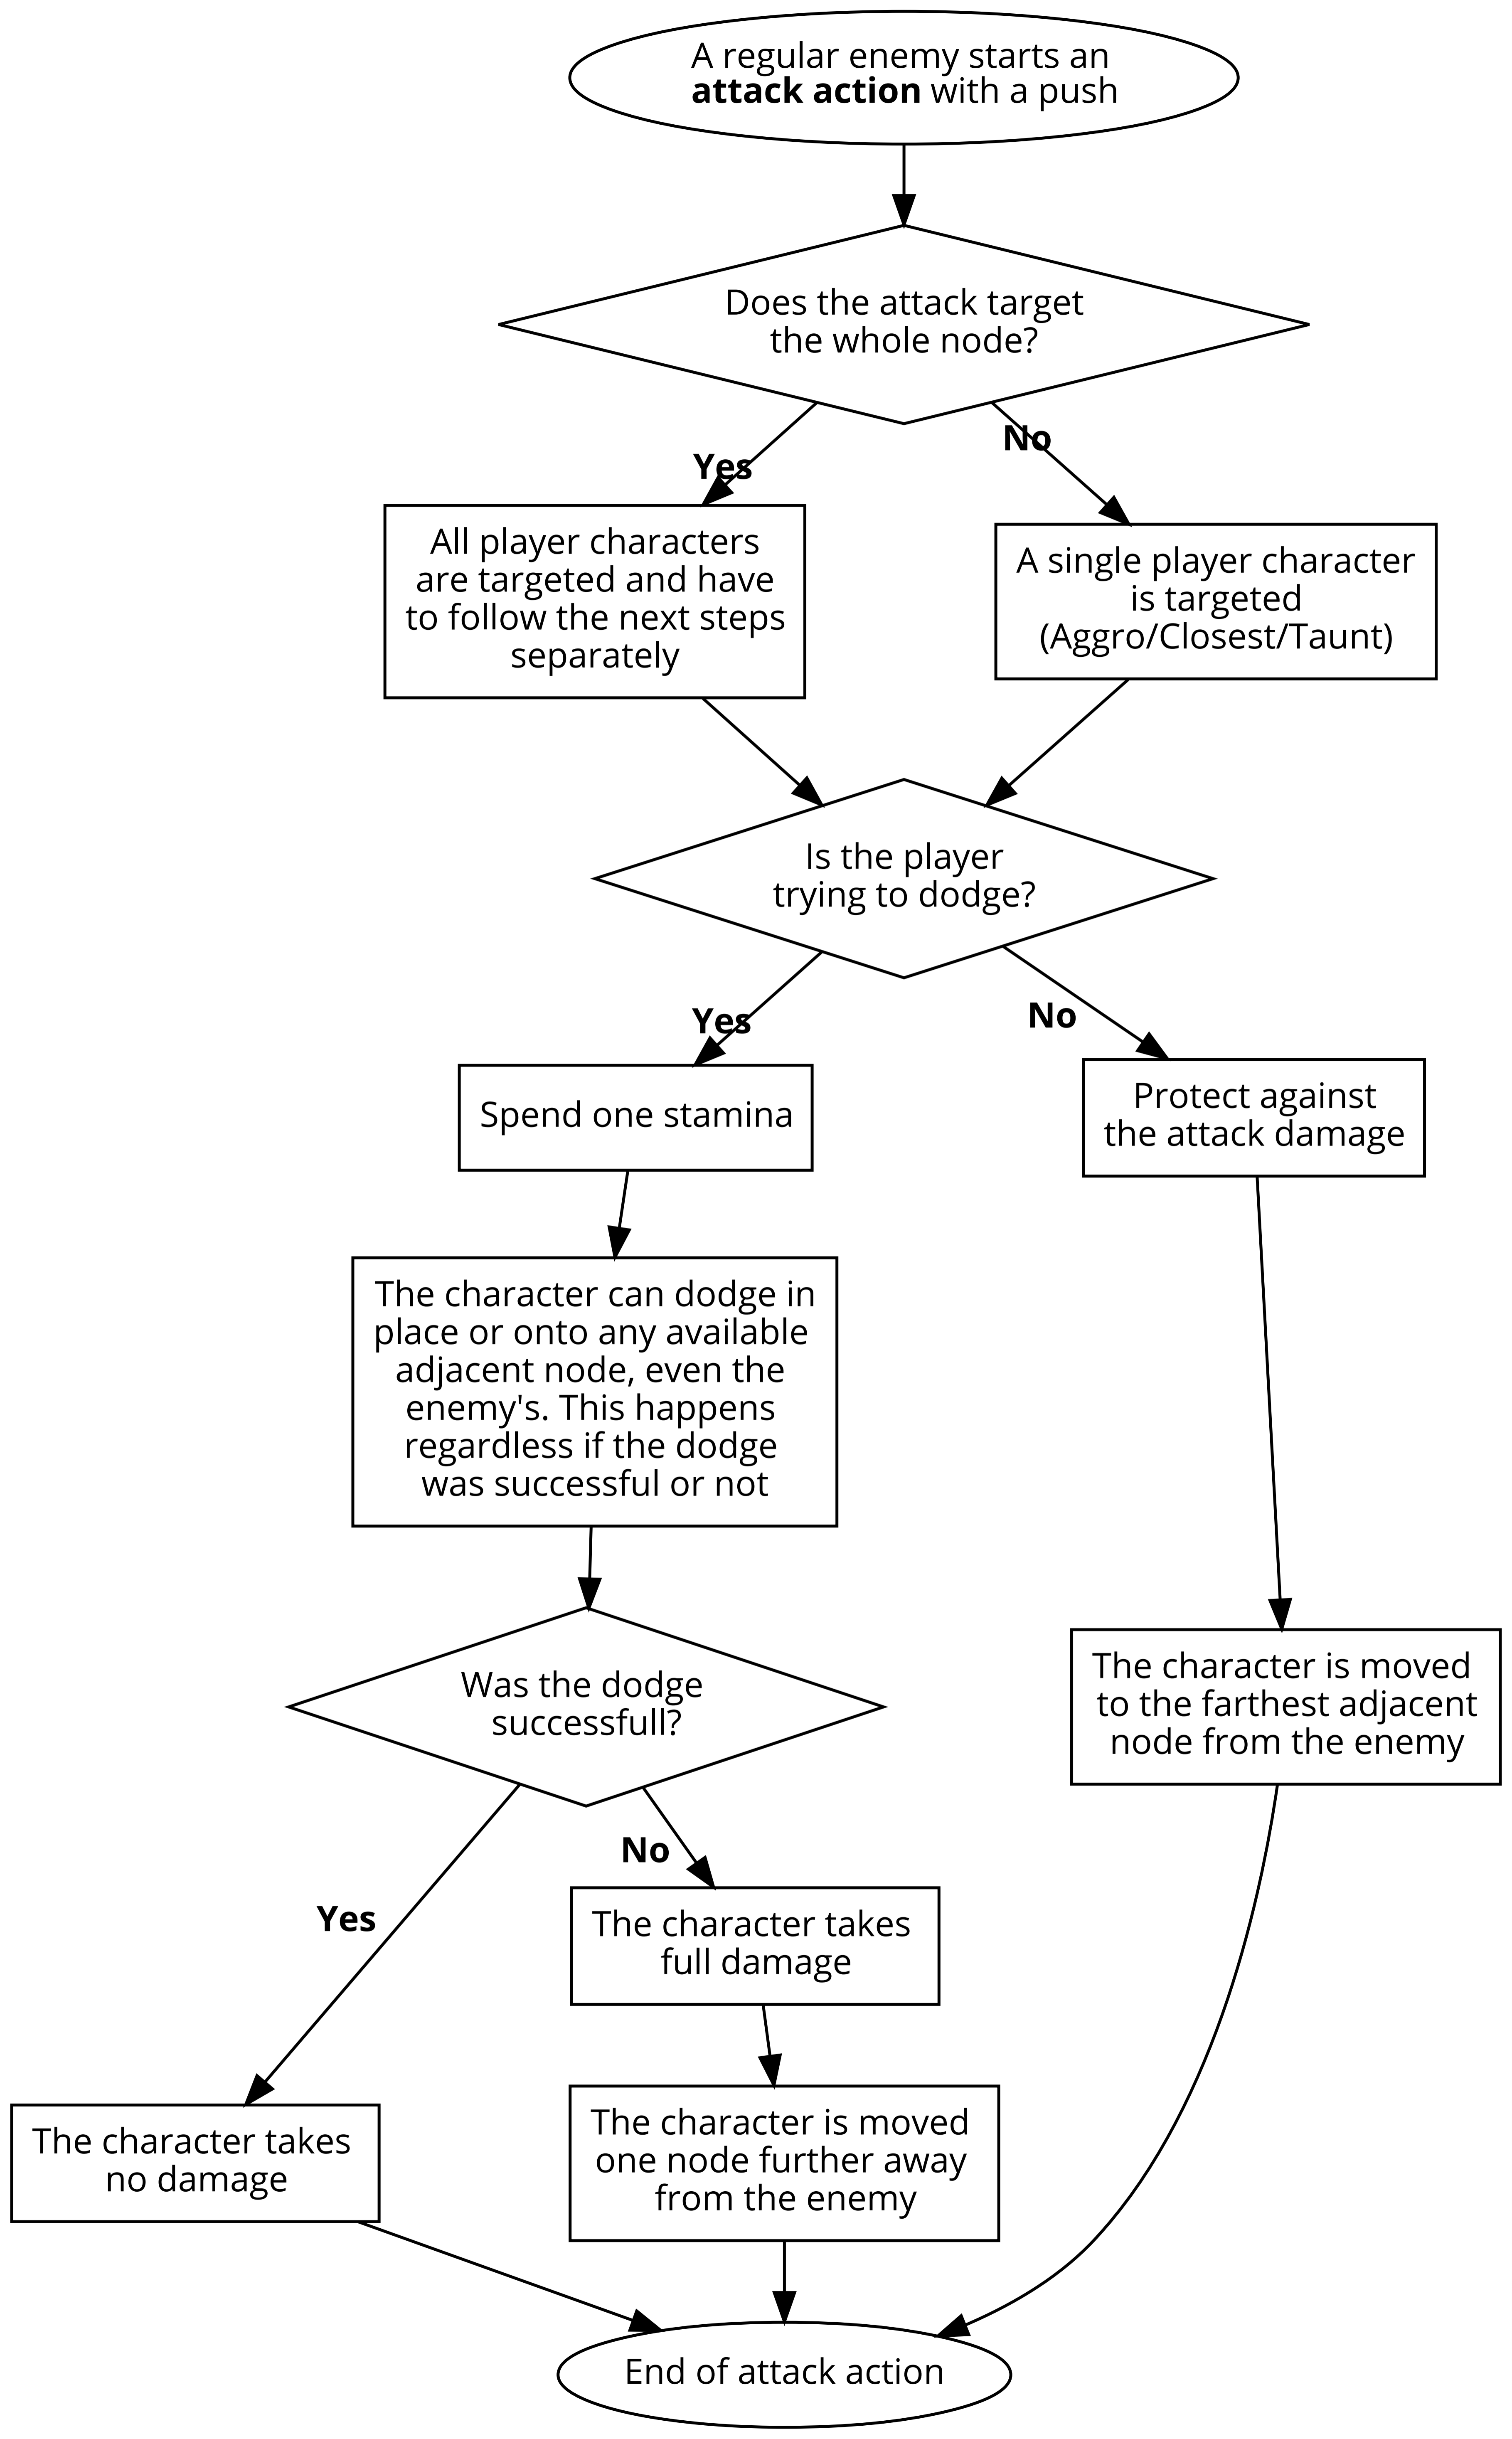 A regular enemy starts an
attack action with a push
Does the attack target
the whole node?
Yes
No
All player characters
are targeted and have
to follow the next steps
separately
A single player character
is targeted
(Aggro/Closest/Taunt)
Is the player
trying to dodge?
Yes
No
Spend one stamina
Protect against
the attack damage
The character can dodge in
place or onto any available
adjacent node, even the
enemy's. This happens
regardless if the dodge
was successful or not
Was the dodge
successfull?
The character is moved
to the farthest adjacent
node from the enemy
No
Yes
The character takes
full damage
The character takes
no damage
The character is moved
one node further away
from the enemy
End of attack action